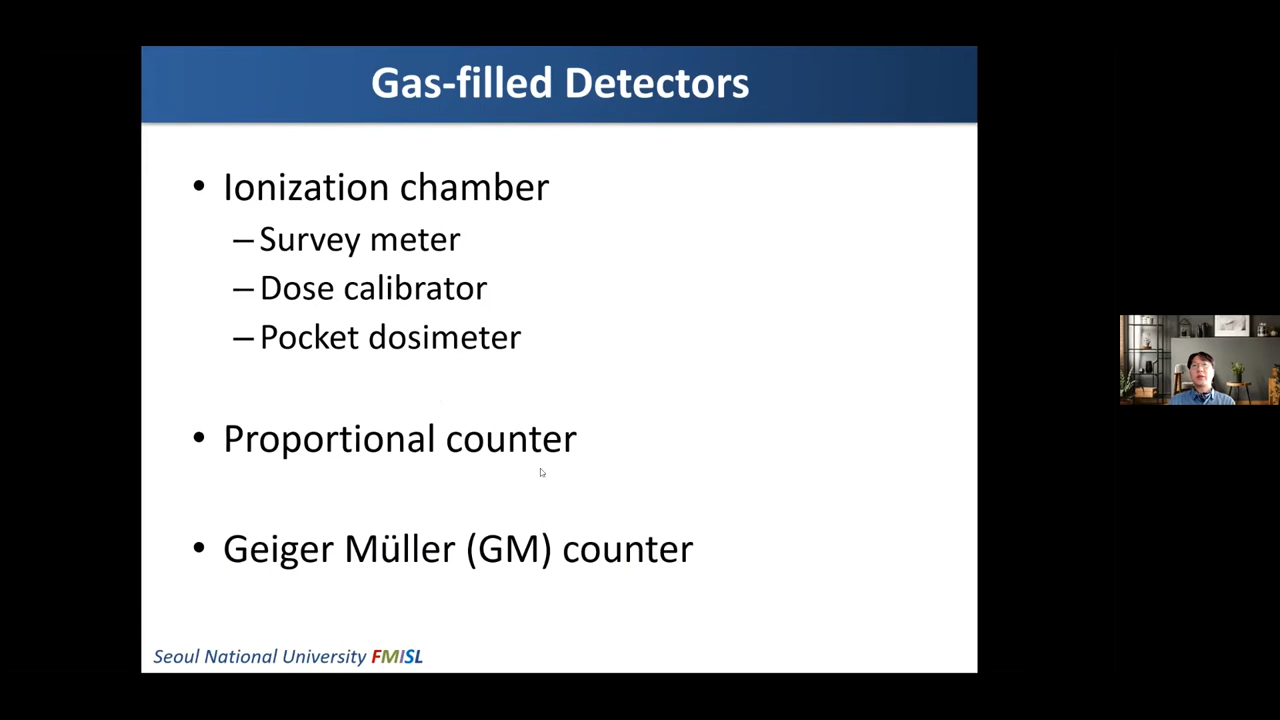 Gas-filled Detectors
• Ionization chamber
– Survey meter
– Dose calibrator
– Pocket dosimeter
• Proportional counter
• Geiger Müller (GM) counter
Seoul National University FMISL